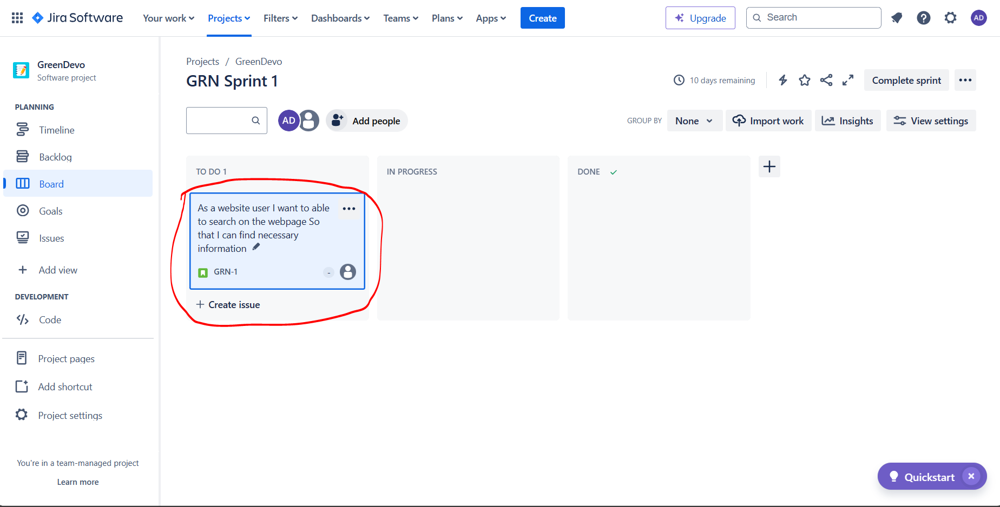 Jira Software
Your work
Projects
Filters
Dashboards
Teams
Plans
Apps
Create
Upgrade
Search
AD
GreenDevo
Software project
PLANNING
Timeline
Backlog
Board
Goals
Issues
Add view
DEVELOPMENT
Code
Project pages
Add shortcut
Project settings
You're in a team-managed project
Learn more
Projects / GreenDevo
GRN Sprint 1
10 days remaining
Complete sprint
AD
Add people
GROUP BY
None
Import work
Insights
View settings
TO DO 1
As a website user I want to able
to search on the webpage So
that I can find necessary
information
GRN-1
-
+ Create issue
IN PROGRESS
DONE
Quickstart